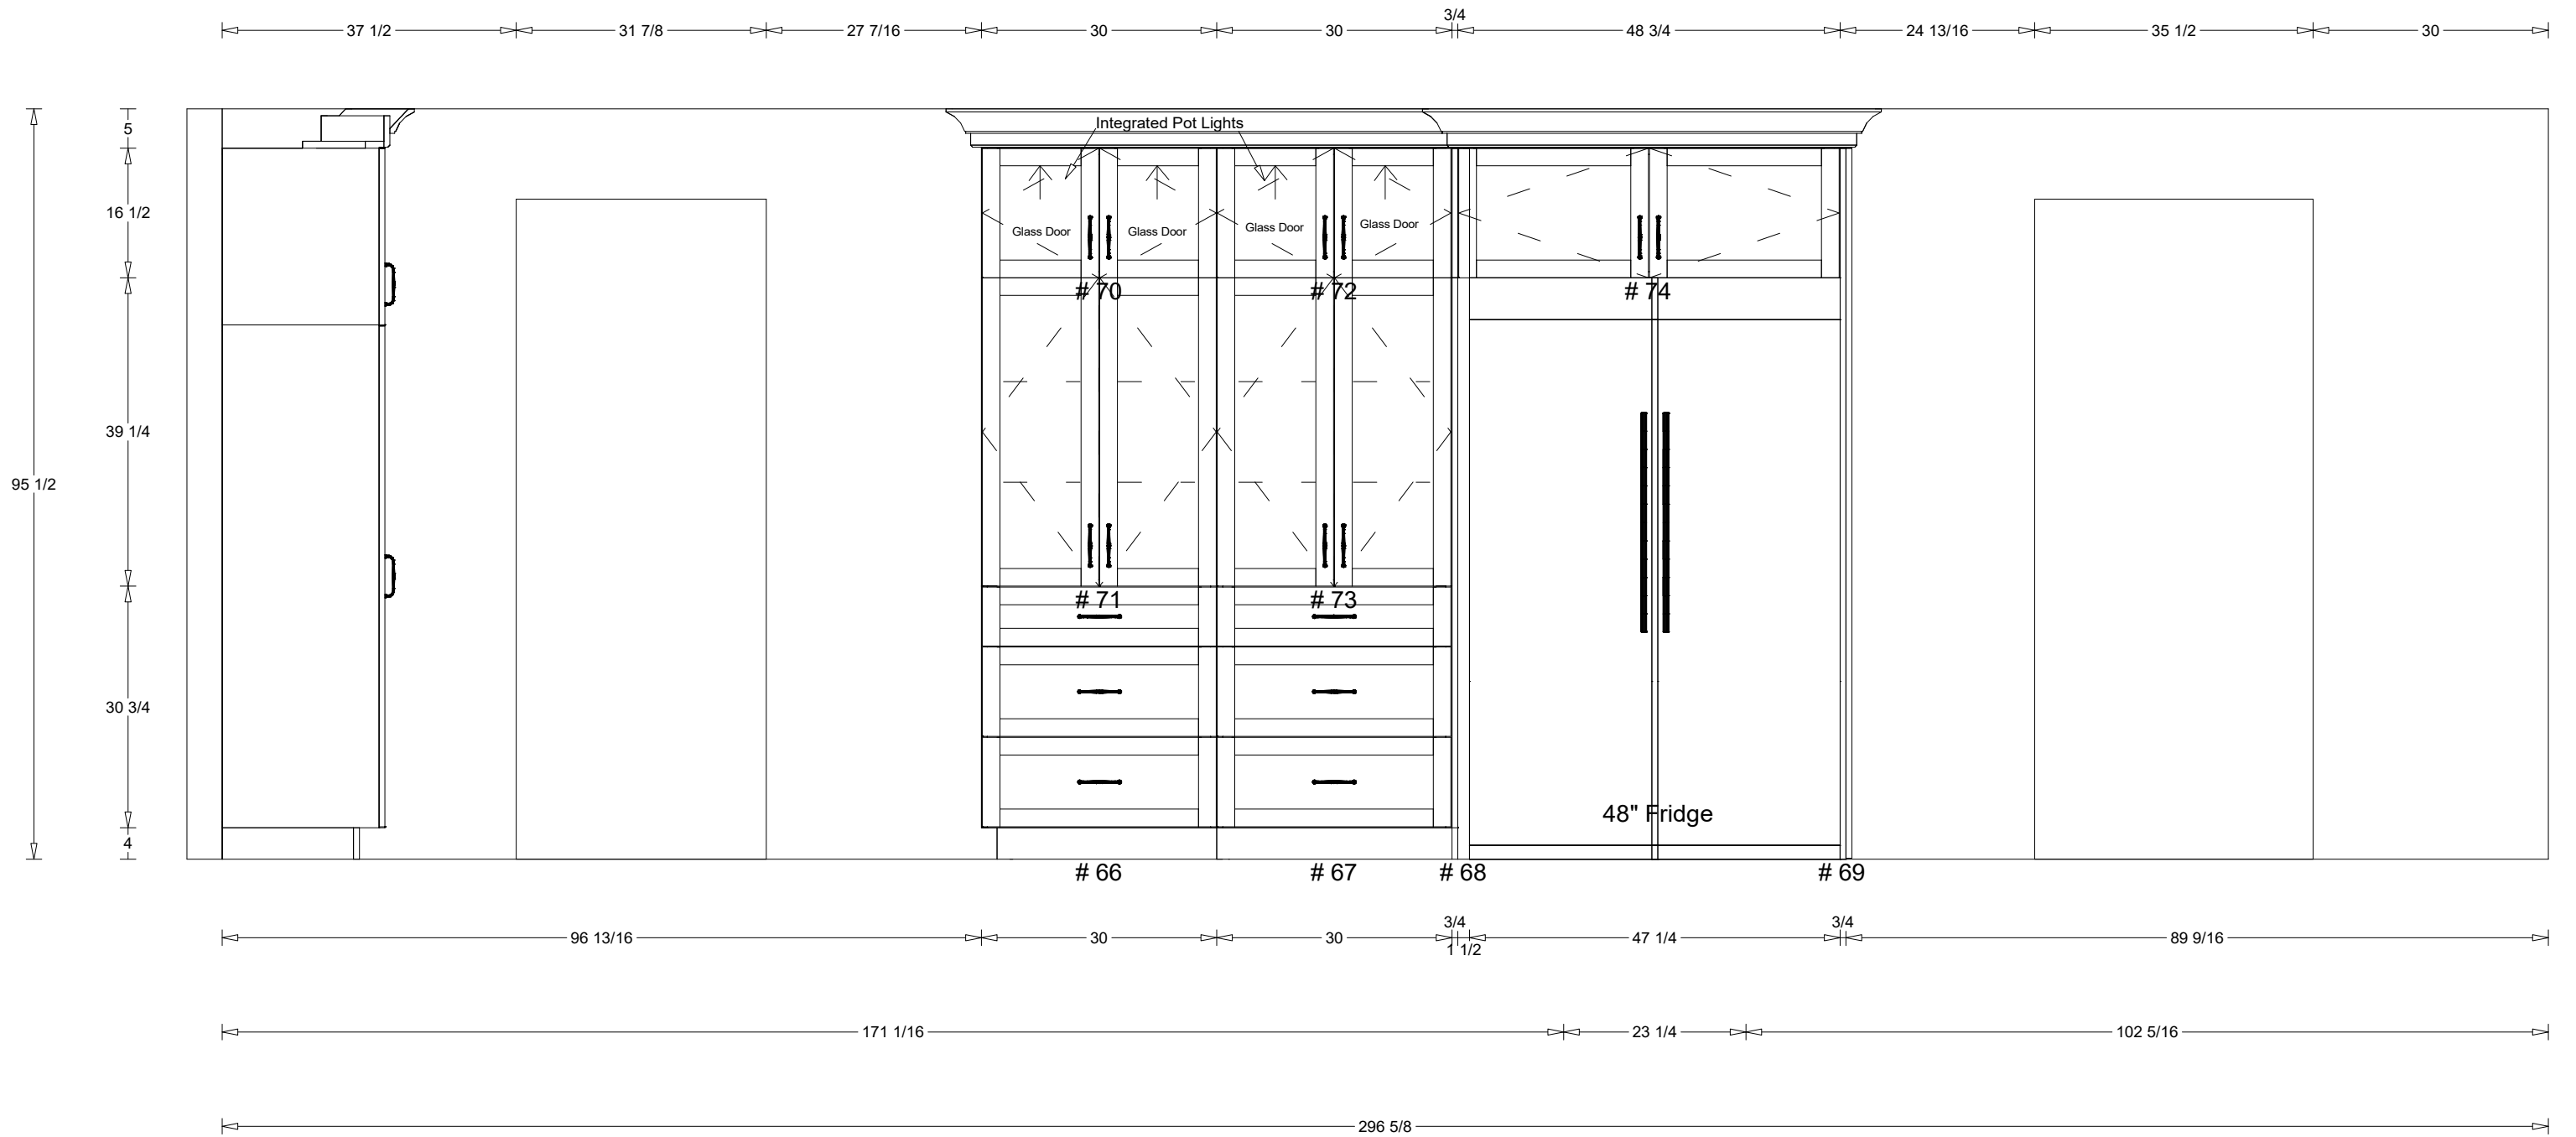 3/4
37 1/2 31 7/8 27 7/16 30 30 48 3/4 24 13/16 35 1/2 30
Integrated Pot Lights
5
16 1/2
Glass Door Glass Door Glass Door Glass Door
# 70 # 72 # 74
39 1/4
95 1/2
# 71 # 73
30 3/4
48" Fridge
4
# 66 # 67 # 68 # 69
3/4 3/4
96 13/16 30 30 47 1/4 89 9/16
1 1/2
171 1/16 23 1/4 102 5/16
296 5/8